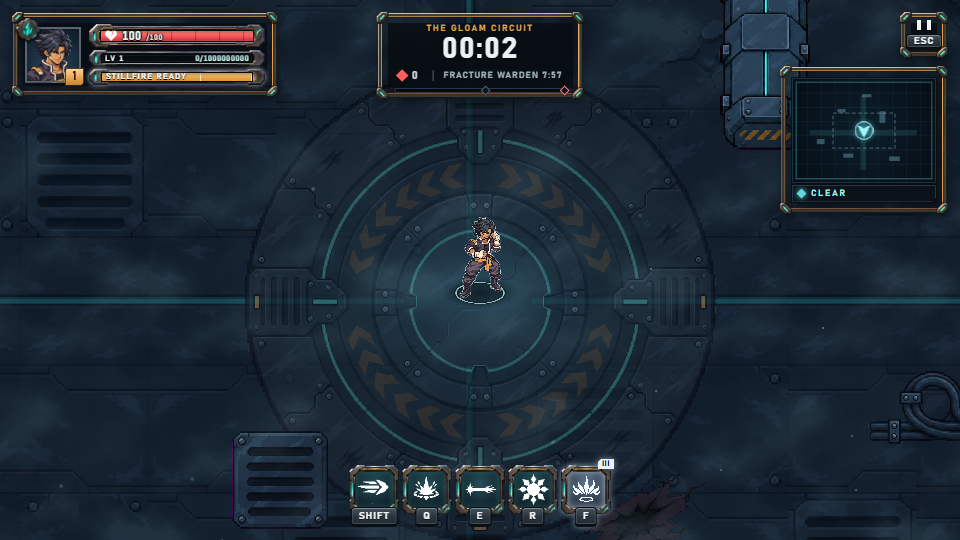 100 /100
LV 1
0/1000000000
STILLFIRE READY
1
THE GLOAM CIRCUIT
00:02
0
FRACTURE WARDEN 7:57
ESC
CLEAR
III
SHIFT
Q
E
R
F